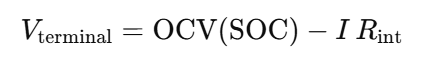 V_terminal = OCV(SOC) − I R_int